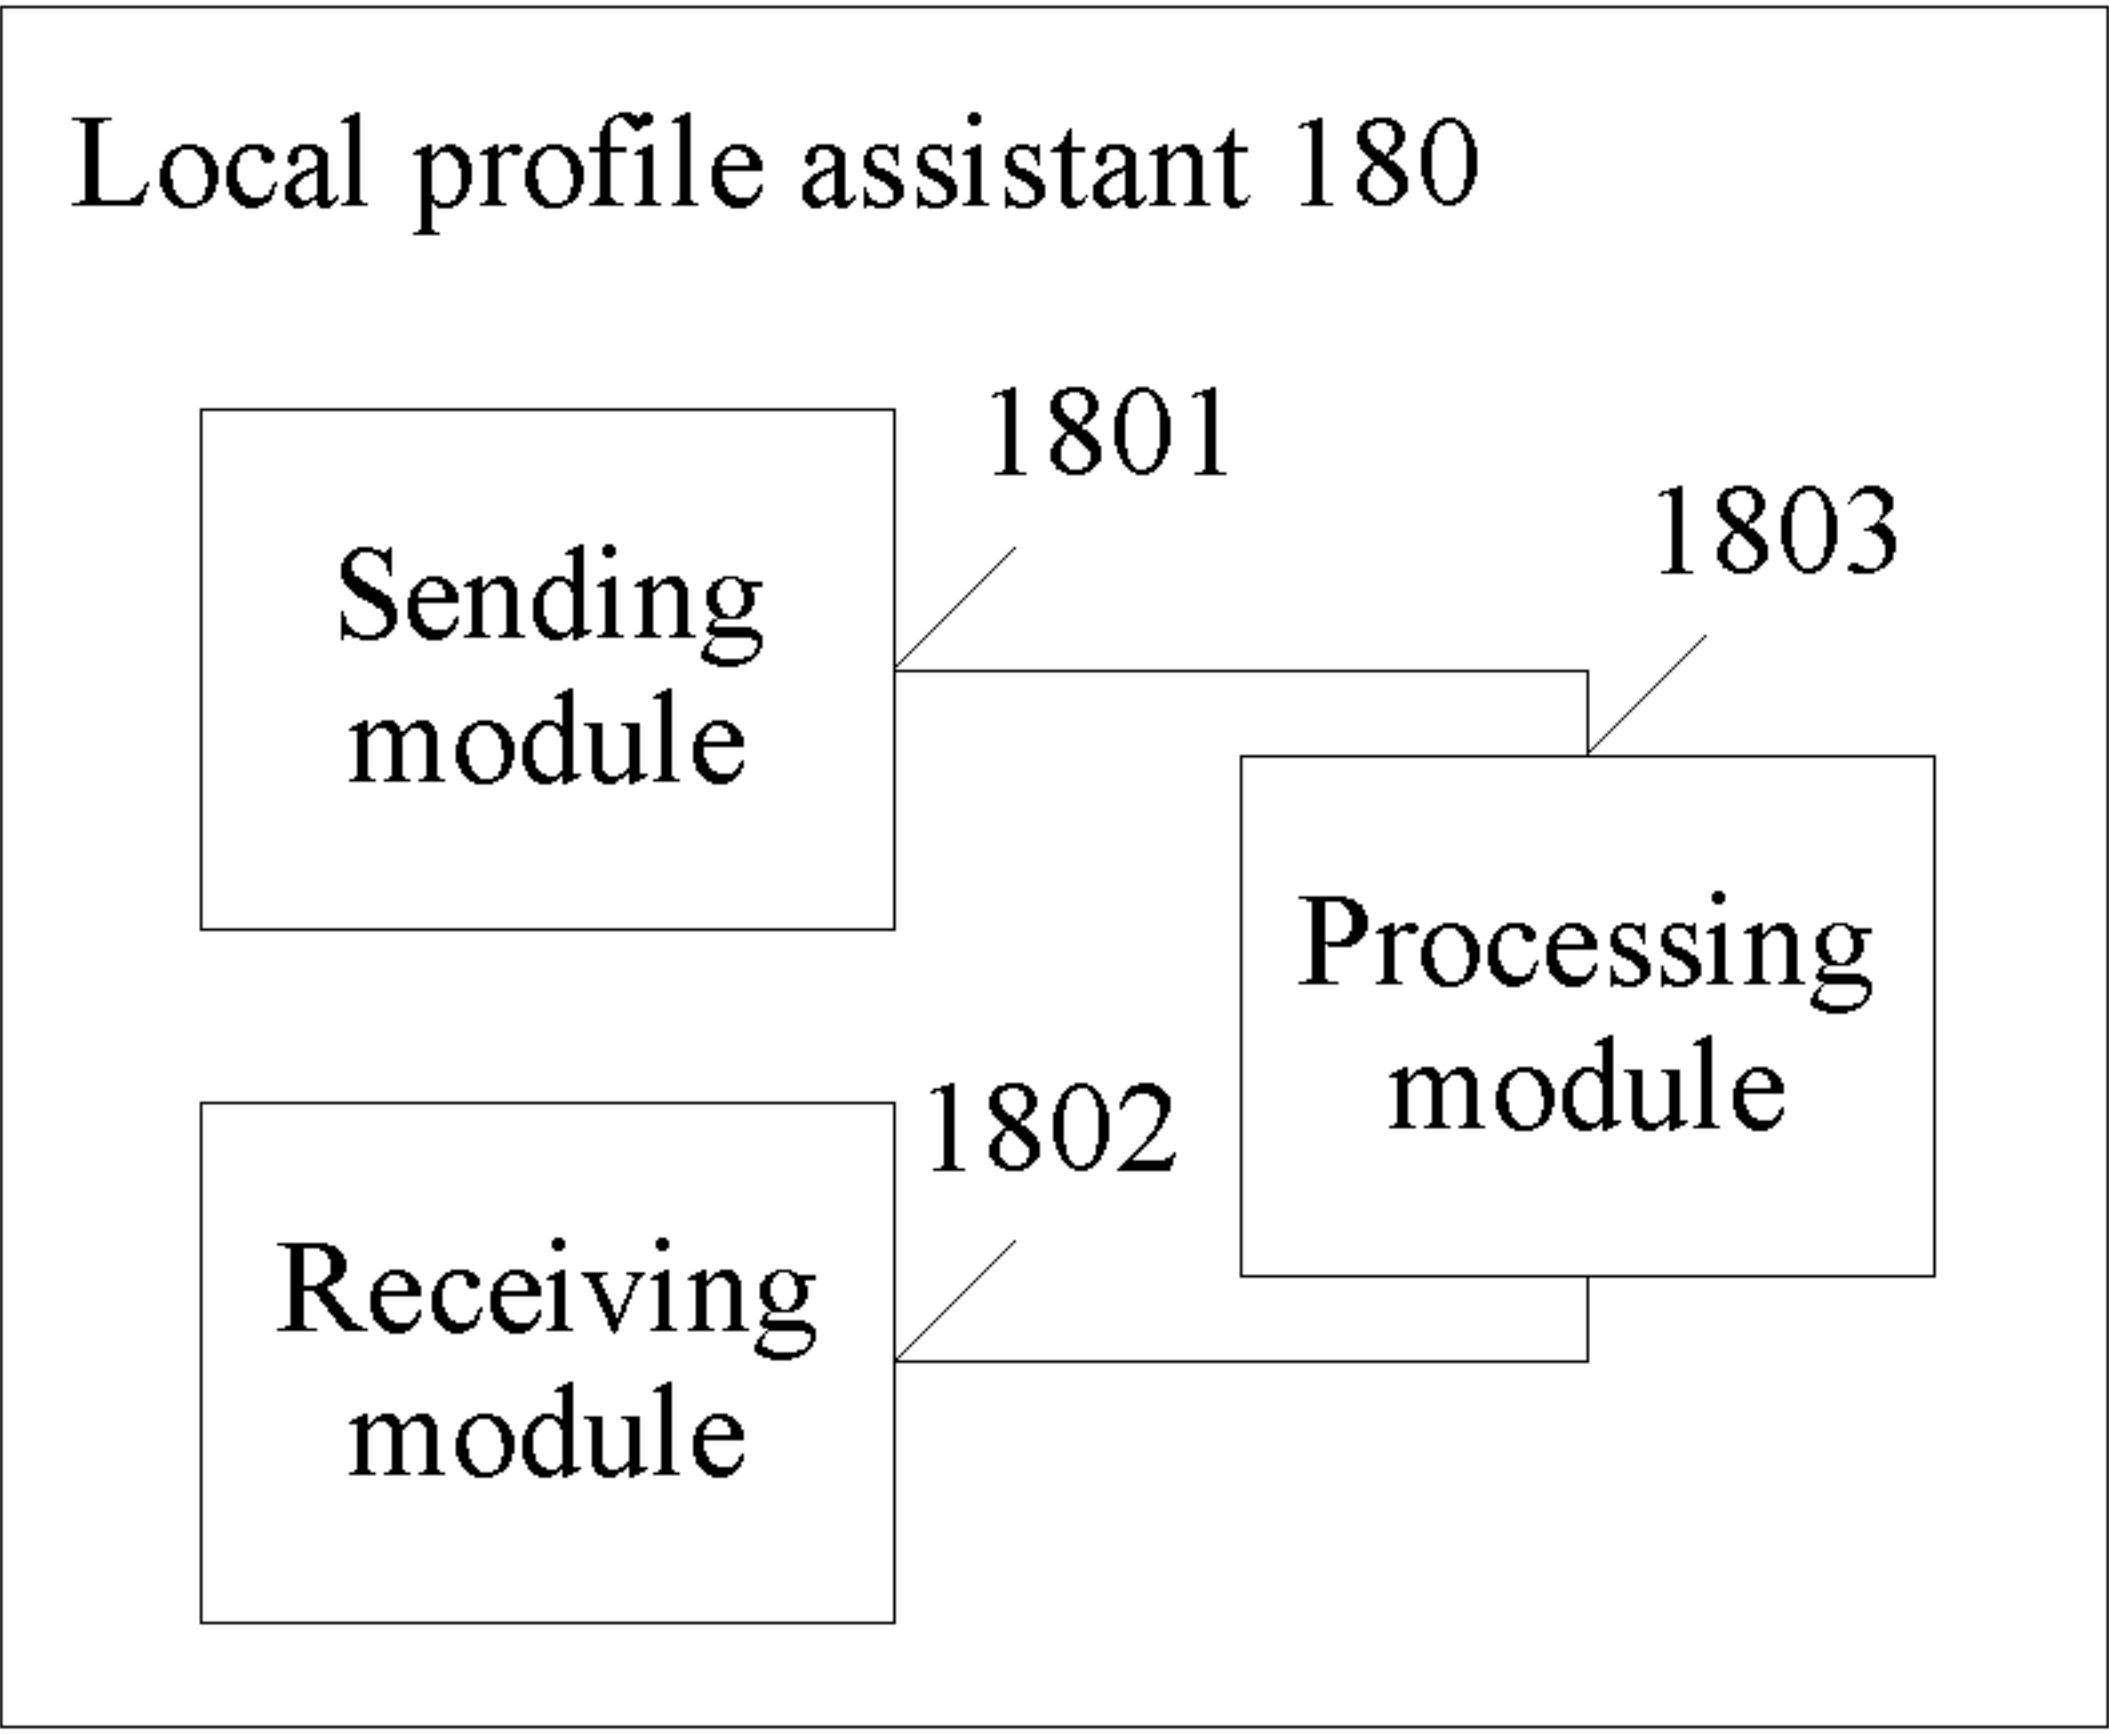 Local profile assistant 180
1801
Sending
module
1803
Processing
module
1802
Receiving
module